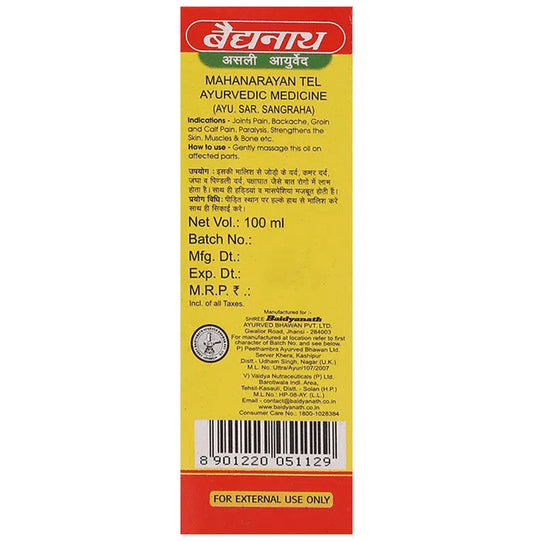 बैद्यनाथ
असली आयुर्वेद
MAHANARAYAN TEL
AYURVEDIC MEDICINE
(AYU. SAR. SANGRAHA)
Indications - Joints Pain, Backache, Groin
and Calf Pain, Paralysis, Strengthens the
Skin, Muscles & Bone etc.
How to use - Gently massage this oil on
affected parts.
उपयोग : इसकी मालिश से जोड़ो के दर्द, कमर दर्द,
जंघा व पिण्डली दर्द, पक्षाघात जैसे वात रोगों में लाभ
होता है। साथ ही हड्डियां व मासपेशियां मजबूत होती है।
प्रयोग विधि: पीड़ित स्थान पर हल्के हाथ से मालिश करें
साथ ही सिकाई करें।
Net Vol.: 100 ml
Batch No.:
Mfg. Dt.:
Exp. Dt.:
M.R.P. ₹ .:
Incl. of all Taxes.
Manufactured for :-
SHREE Baidyanath
AYURVED BHAWAN PVT. LTD.
Gwalior Road, Jhansi - 284003
For manufactured at location refer to first
character of Batch No. and see below.
P) Peethambra Ayurved Bhawan Ltd.
Server Khera, Kashipur
Distt.- Udham Singh, Nagar (U.K.)
M.L. No.: Uttra/Ayur/107/2007
V) Vaidya Nutraceuticals (P) Ltd.
Barotiwala Indl. Area,
Tehsil-Kasauli, Distt. - Solan (H.P.)
M.L.No.: HP-08-AY. (L.L.)
Email - contact@baidyanath.co.in
www.baidyanath.co.in
Consumer Care No.: 1800-1028384
8 901220 051129
FOR EXTERNAL USE ONLY